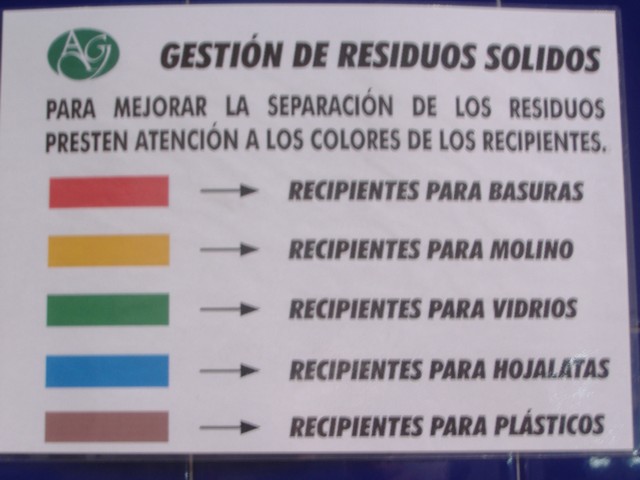 AGJ
GESTIÓN DE RESIDUOS SOLIDOS
PARA MEJORAR LA SEPARACIÓN DE LOS RESIDUOS
PRESTEN ATENCIÓN A LOS COLORES DE LOS RECIPIENTES.
RECIPIENTES PARA BASURAS
RECIPIENTES PARA MOLINO
RECIPIENTES PARA VIDRIOS
RECIPIENTES PARA HOJALATAS
RECIPIENTES PARA PLÁSTICOS